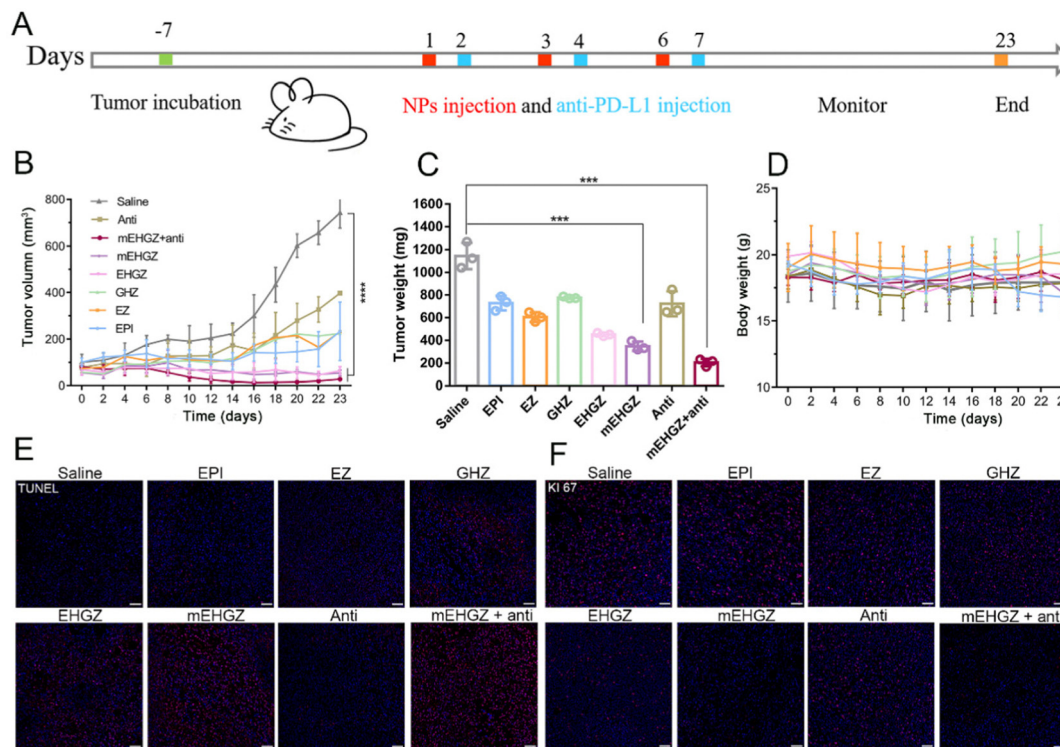 A
Days
-7
1
2
3
4
6
7
23
Tumor incubation
NPs injection and anti-PD-L1 injection
Monitor
End
B
Tumor volumn (mm³)
800
600
400
200
0
Saline
Anti
mEHGZ+anti
mEHGZ
EHGZ
GHZ
EZ
EPI
****
0 2 4 6 8 10 12 14 16 18 20 22 23
Time (days)
C
Tumor weight (mg)
1600
1400
1200
1000
800
600
400
200
0
***
***
Saline
EPI
EZ
GHZ
EHGZ
mEHGZ
Anti
mEHGZ+anti
D
Body weight (g)
25
20
15
10
0 2 4 6 8 10 12 14 16 18 20 22 2
Time (days)
E
Saline EPI EZ GHZ
TUNEL
EHGZ mEHGZ Anti mEHGZ + anti
F
Saline EPI EZ GHZ
KI 67
EHGZ mEHGZ Anti mEHGZ + anti